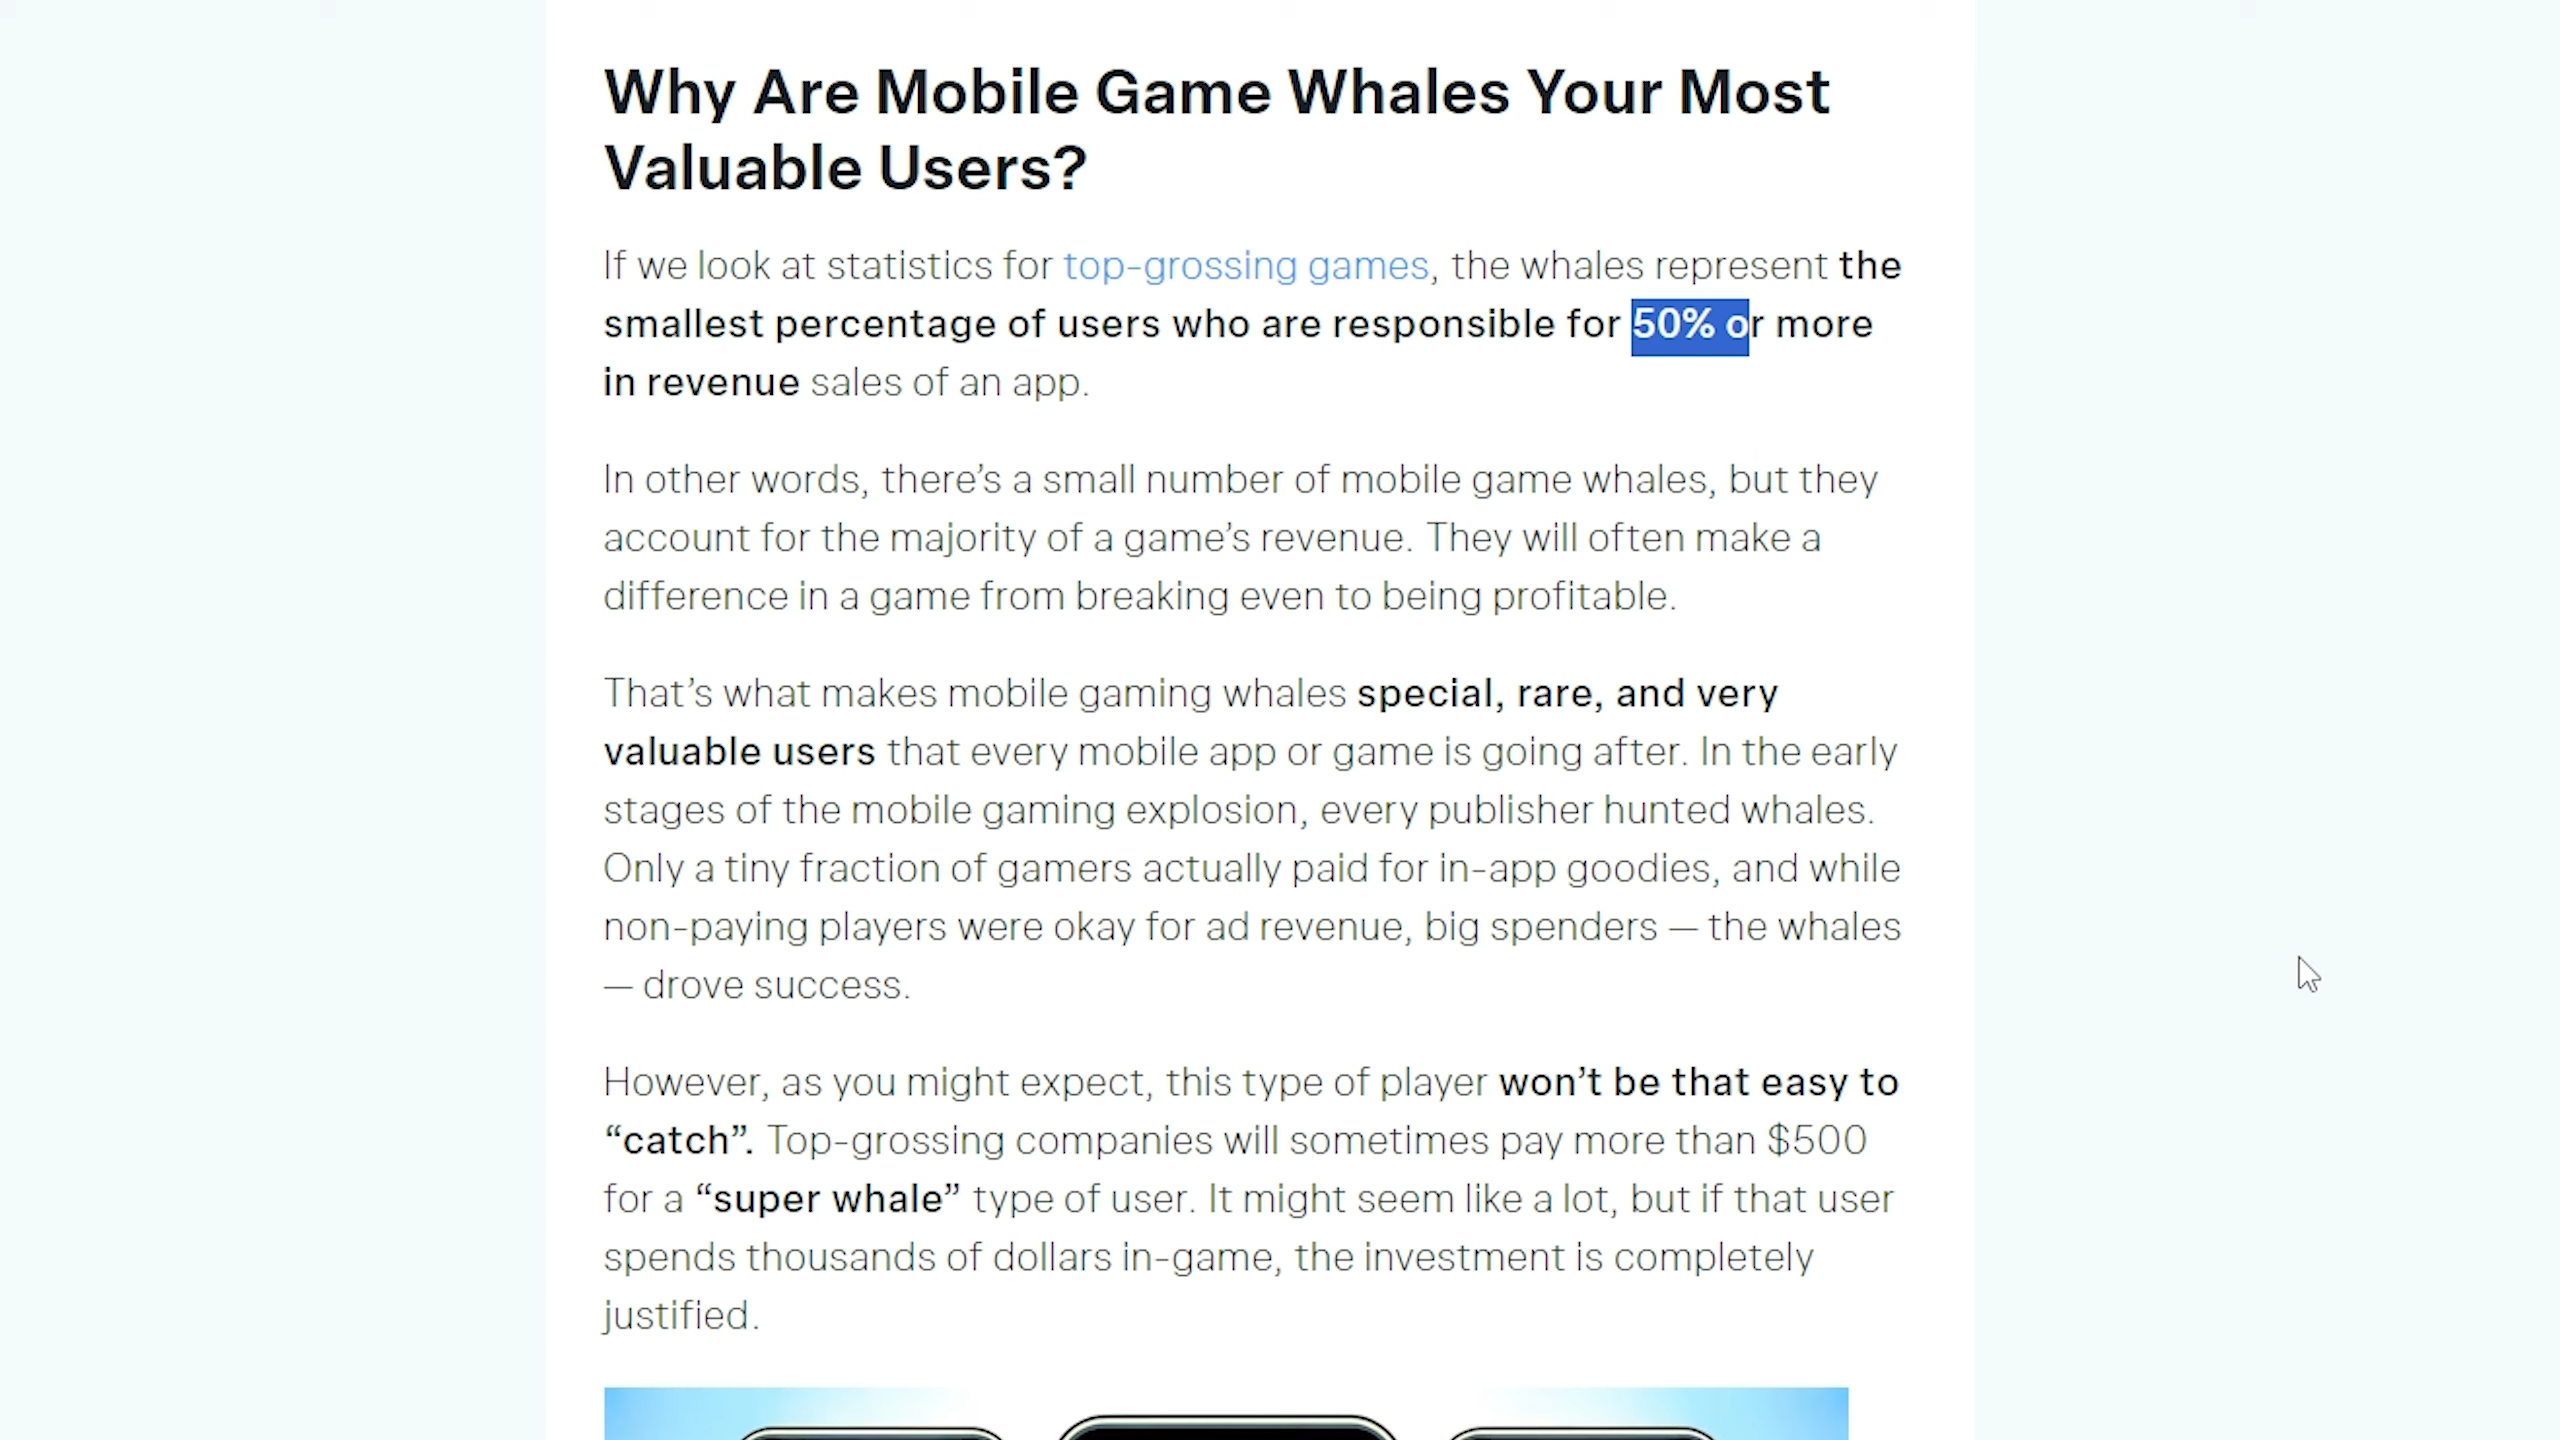 Why Are Mobile Game Whales Your Most
Valuable Users?
If we look at statistics for top-grossing games, the whales represent the
smallest percentage of users who are responsible for 50% or more
in revenue sales of an app.
In other words, there’s a small number of mobile game whales, but they
account for the majority of a game’s revenue. They will often make a
difference in a game from breaking even to being profitable.
That’s what makes mobile gaming whales special, rare, and very
valuable users that every mobile app or game is going after. In the early
stages of the mobile gaming explosion, every publisher hunted whales.
Only a tiny fraction of gamers actually paid for in-app goodies, and while
non-paying players were okay for ad revenue, big spenders — the whales
— drove success.
However, as you might expect, this type of player won’t be that easy to
“catch”. Top-grossing companies will sometimes pay more than $500
for a “super whale” type of user. It might seem like a lot, but if that user
spends thousands of dollars in-game, the investment is completely
justified.